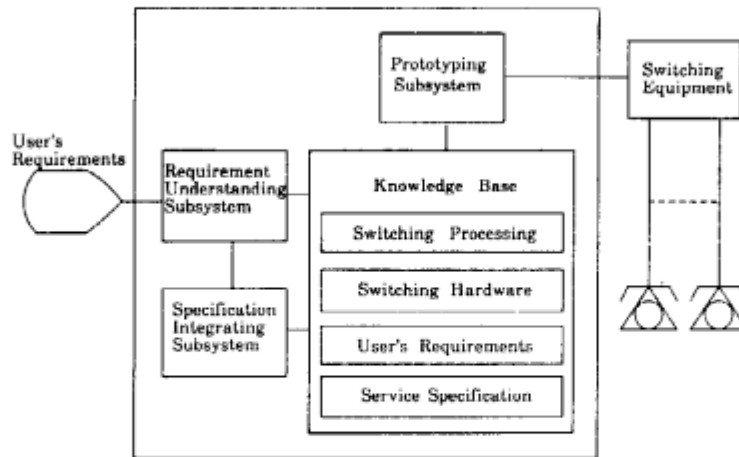 Prototyping
Subsystem
Switching
Equipment
User's
Requirements
Requirement
Understanding
Subsystem
Knowledge Base
Switching Processing
Switching Hardware
User's Requirements
Service Specification
Specification
Integrating
Subsystem